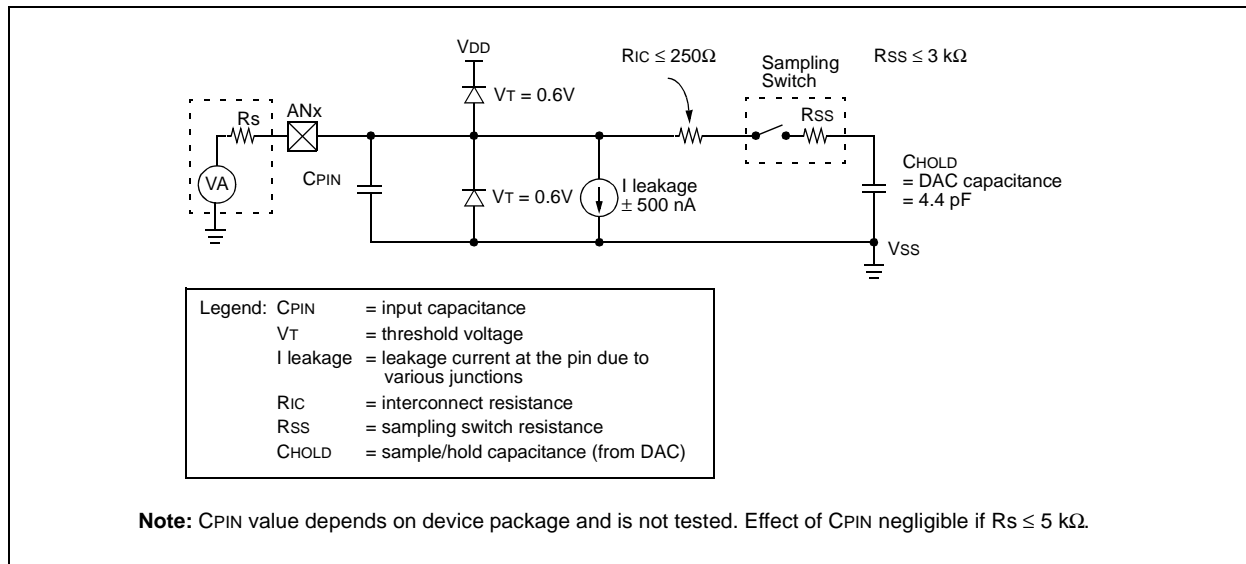 VDD
RIC ≤ 250Ω
Sampling
Switch
RSS ≤ 3 kΩ
VT = 0.6V
Rs
ANx
RSS
VA
CPIN
VT = 0.6V
I leakage
± 500 nA
CHOLD
= DAC capacitance
= 4.4 pF
VSS
Legend: CPIN = input capacitance
VT = threshold voltage
I leakage = leakage current at the pin due to
various junctions
RIC = interconnect resistance
RSS = sampling switch resistance
CHOLD = sample/hold capacitance (from DAC)
Note: CPIN value depends on device package and is not tested. Effect of CPIN negligible if Rs ≤ 5 kΩ.